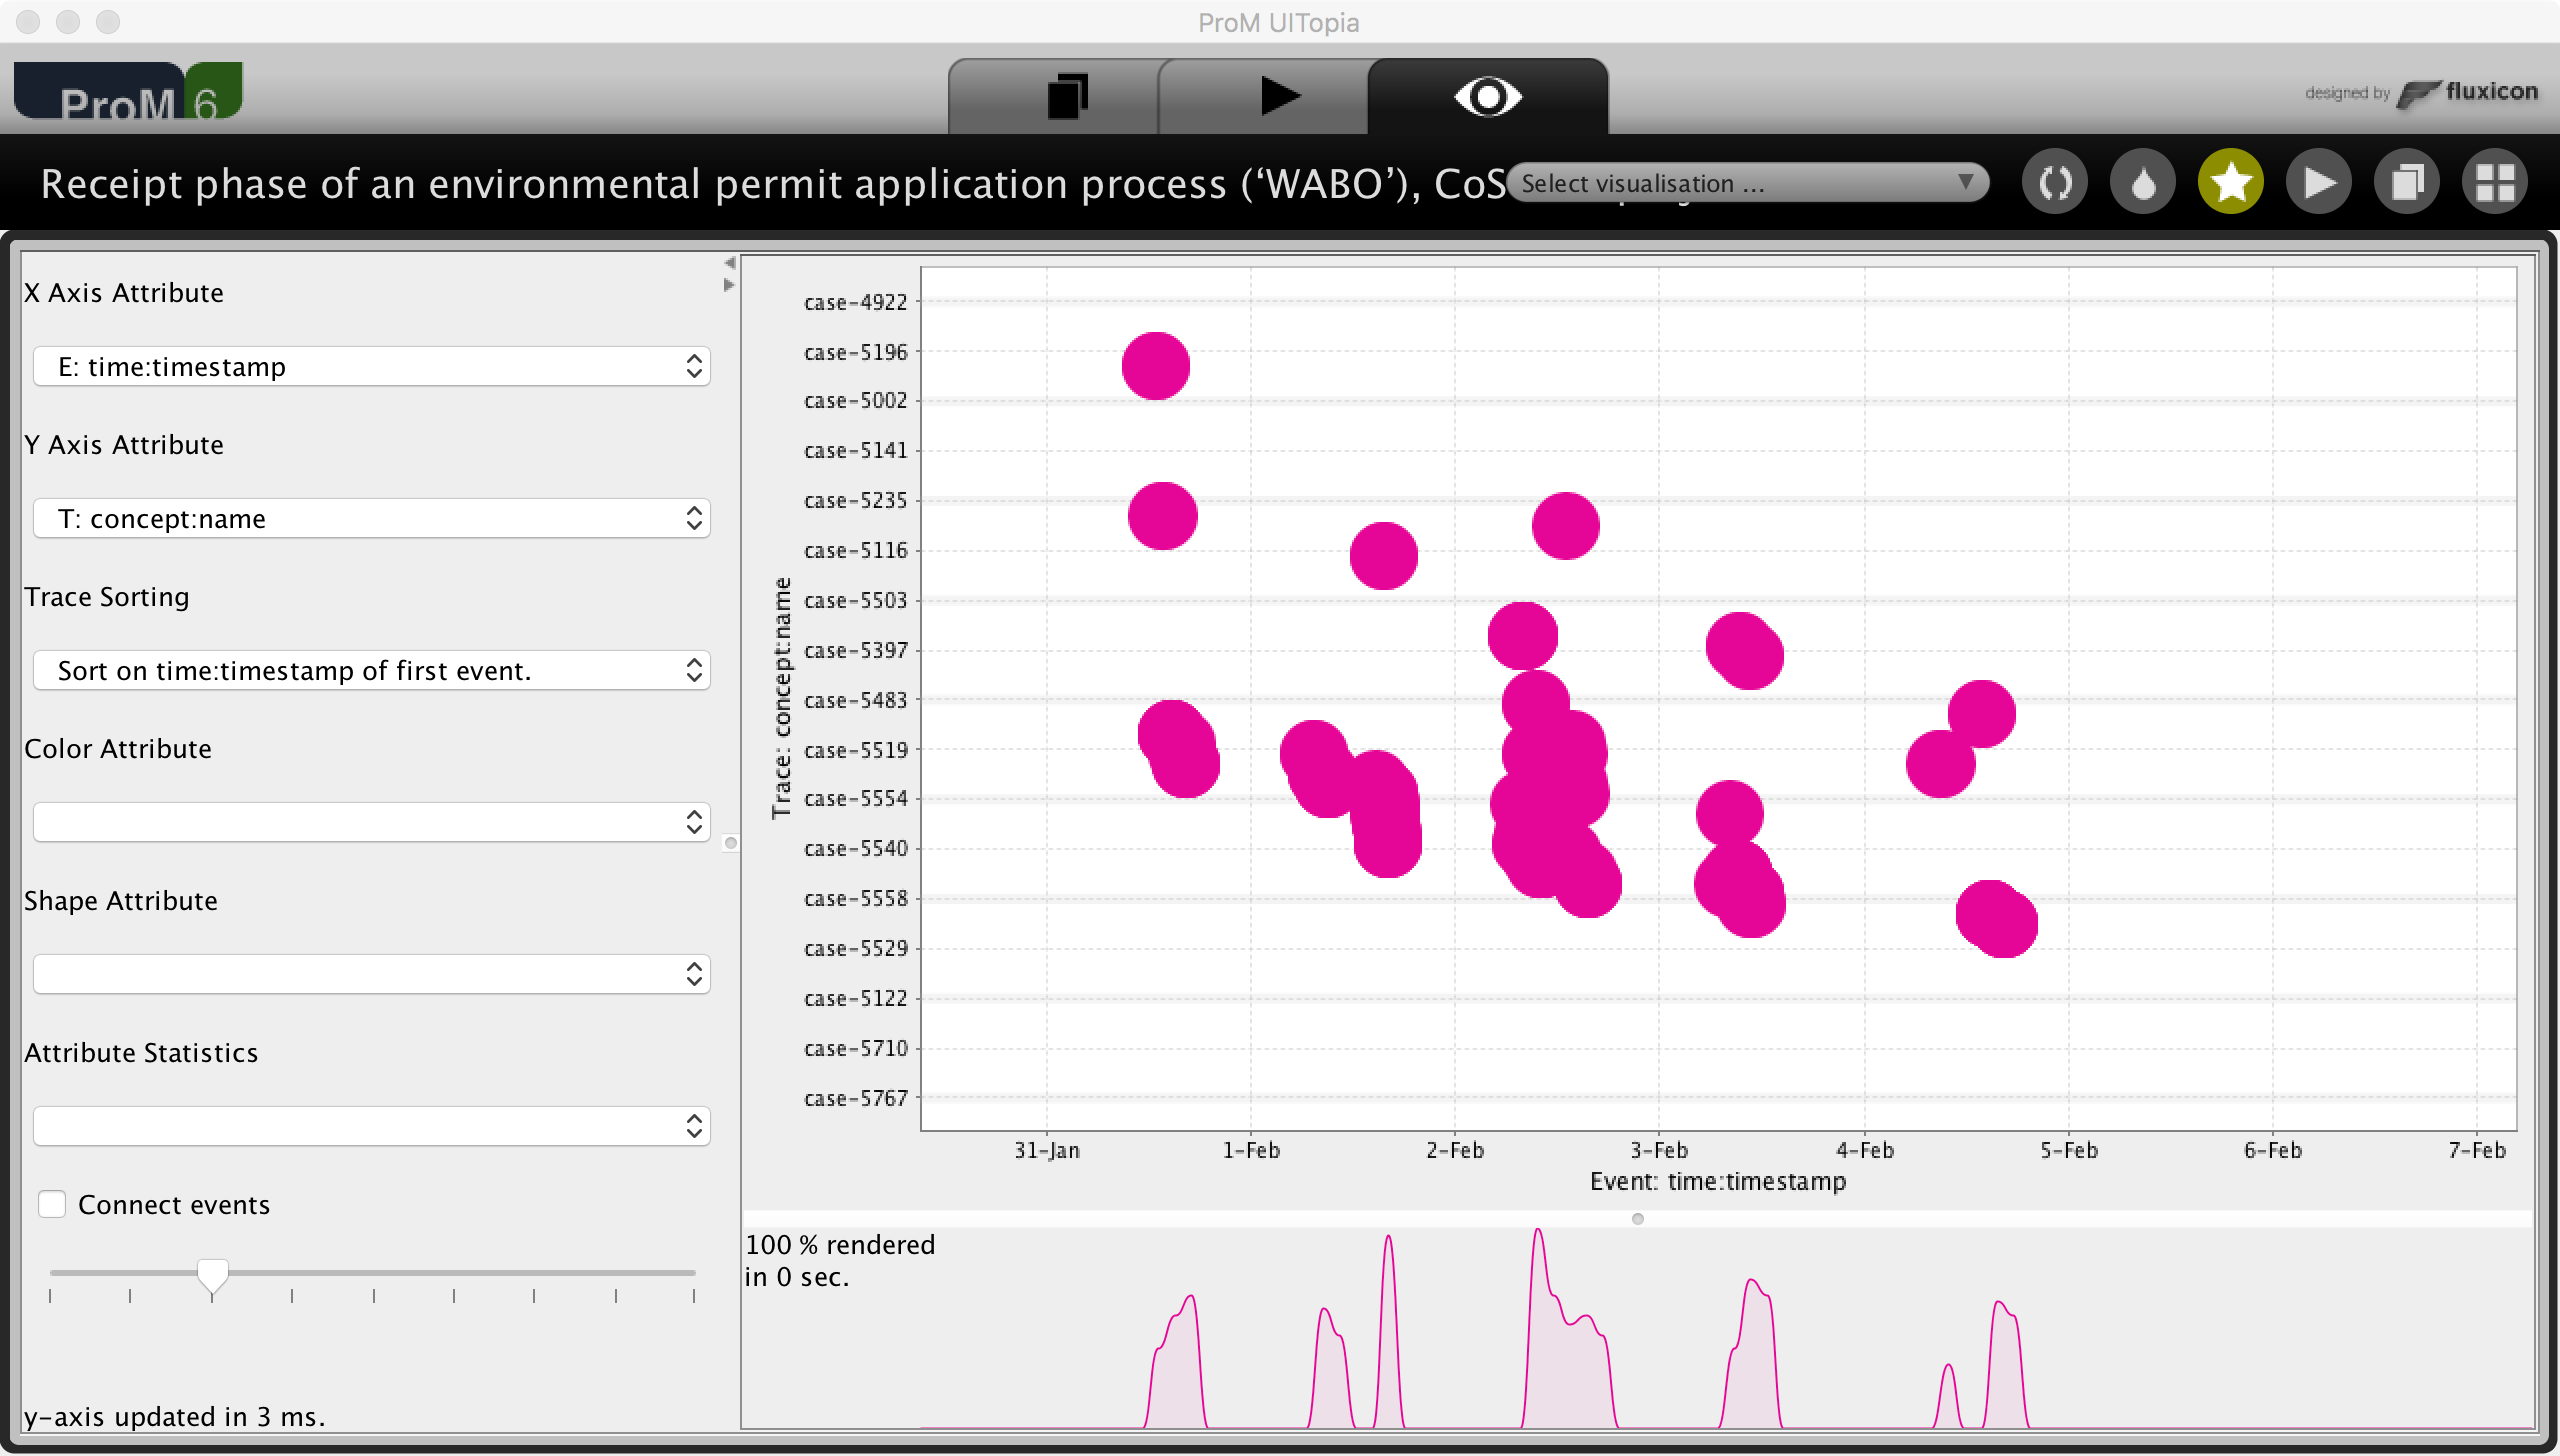 ProM UITopia
ProM 6
designed by fluxicon
Receipt phase of an environmental permit application process (‘WABO’), CoS
Select visualisation ...
X Axis Attribute
E: time:timestamp
Y Axis Attribute
T: concept:name
Trace Sorting
Sort on time:timestamp of first event.
Color Attribute
Shape Attribute
Attribute Statistics
Connect events
y-axis updated in 3 ms.
Trace: concept:name
case-4922
case-5196
case-5002
case-5141
case-5235
case-5116
case-5503
case-5397
case-5483
case-5519
case-5554
case-5540
case-5558
case-5529
case-5122
case-5710
case-5767
31-Jan 1-Feb 2-Feb 3-Feb 4-Feb 5-Feb 6-Feb 7-Feb
Event: time:timestamp
100 % rendered
in 0 sec.